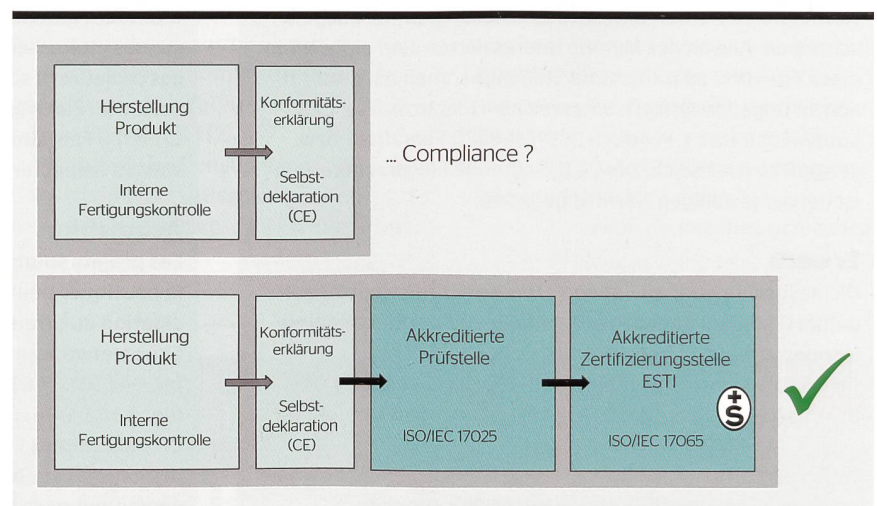 Herstellung
Produkt
Interne
Fertigungskontrolle
Konformitäts-
erklärung
Selbst-
deklaration
(CE)
... Compliance ?
Herstellung
Produkt
Interne
Fertigungskontrolle
Konformitäts-
erklärung
Selbst-
deklaration
(CE)
Akkreditierte
Prüfstelle
ISO/IEC 17025
Akkreditierte
Zertifizierungsstelle
ESTI
+
S
ISO/IEC 17065